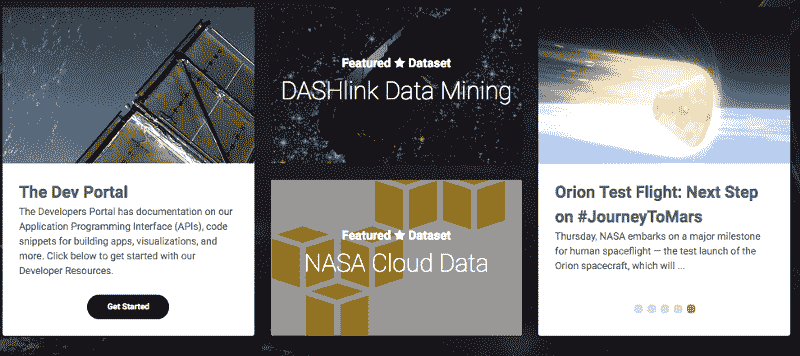 The Dev Portal
The Developers Portal has documentation on our
Application Programming Interface (APIs), code
snippets for building apps, visualizations, and
more. Click below to get started with our
Developer Resources.
Get Started
Featured ★ Dataset
DASHlink Data Mining
Featured ★ Dataset
NASA Cloud Data
Orion Test Flight: Next Step
on #JourneyToMars
Thursday, NASA embarks on a major milestone
for human spaceflight — the test launch of the
Orion spacecraft, which will ...